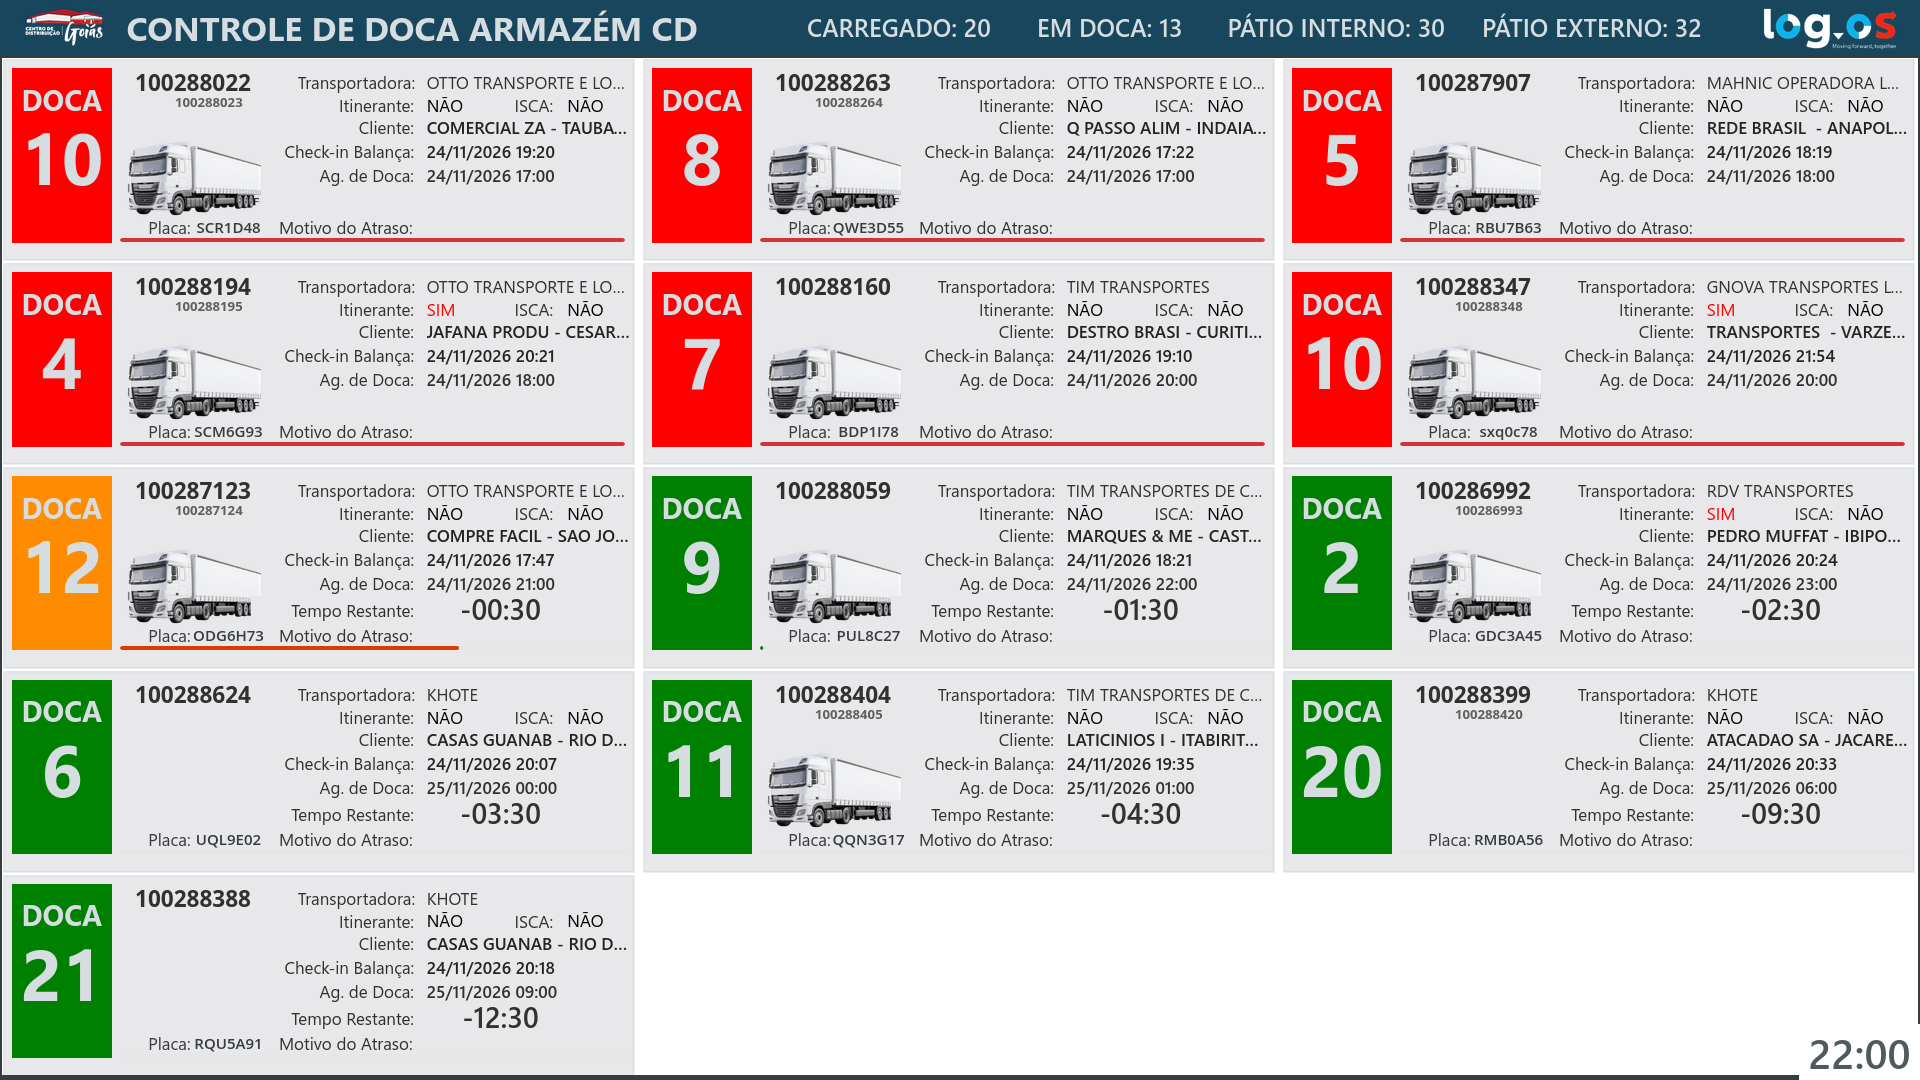 CENTRO DE DISTRIBUIÇÃO Goiás
CONTROLE DE DOCA ARMAZÉM CD
CARREGADO: 20
EM DOCA: 13
PÁTIO INTERNO: 30
PÁTIO EXTERNO: 32
log.os
Moving forward, together
DOCA
10
100288022
100288023
Transportadora: OTTO TRANSPORTE E LO...
Itinerante: NÃO ISCA: NÃO
Cliente: COMERCIAL ZA - TAUBA...
Check-in Balança: 24/11/2026 19:20
Ag. de Doca: 24/11/2026 17:00
Placa: SCR1D48 Motivo do Atraso:
DOCA
8
100288263
100288264
Transportadora: OTTO TRANSPORTE E LO...
Itinerante: NÃO ISCA: NÃO
Cliente: Q PASSO ALIM - INDAIA...
Check-in Balança: 24/11/2026 17:22
Ag. de Doca: 24/11/2026 17:00
Placa: QWE3D55 Motivo do Atraso:
DOCA
5
100287907
Transportadora: MAHNIC OPERADORA L...
Itinerante: NÃO ISCA: NÃO
Cliente: REDE BRASIL - ANAPOL...
Check-in Balança: 24/11/2026 18:19
Ag. de Doca: 24/11/2026 18:00
Placa: RBU7B63 Motivo do Atraso:
DOCA
4
100288194
100288195
Transportadora: OTTO TRANSPORTE E LO...
Itinerante: SIM ISCA: NÃO
Cliente: JAFANA PRODU - CESAR...
Check-in Balança: 24/11/2026 20:21
Ag. de Doca: 24/11/2026 18:00
Placa: SCM6G93 Motivo do Atraso:
DOCA
7
100288160
Transportadora: TIM TRANSPORTES
Itinerante: NÃO ISCA: NÃO
Cliente: DESTRO BRASI - CURITI...
Check-in Balança: 24/11/2026 19:10
Ag. de Doca: 24/11/2026 20:00
Placa: BDP1I78 Motivo do Atraso:
DOCA
10
100288347
100288348
Transportadora: GNOVA TRANSPORTES L...
Itinerante: SIM ISCA: NÃO
Cliente: TRANSPORTES - VARZE...
Check-in Balança: 24/11/2026 21:54
Ag. de Doca: 24/11/2026 20:00
Placa: sxq0c78 Motivo do Atraso:
DOCA
12
100287123
100287124
Transportadora: OTTO TRANSPORTE E LO...
Itinerante: NÃO ISCA: NÃO
Cliente: COMPRE FACIL - SAO JO...
Check-in Balança: 24/11/2026 17:47
Ag. de Doca: 24/11/2026 21:00
Tempo Restante: -00:30
Placa: ODG6H73 Motivo do Atraso:
DOCA
9
100288059
Transportadora: TIM TRANSPORTES DE C...
Itinerante: NÃO ISCA: NÃO
Cliente: MARQUES & ME - CAST...
Check-in Balança: 24/11/2026 18:21
Ag. de Doca: 24/11/2026 22:00
Tempo Restante: -01:30
Placa: PUL8C27 Motivo do Atraso:
DOCA
2
100286992
100286993
Transportadora: RDV TRANSPORTES
Itinerante: SIM ISCA: NÃO
Cliente: PEDRO MUFFAT - IBIPO...
Check-in Balança: 24/11/2026 20:24
Ag. de Doca: 24/11/2026 23:00
Tempo Restante: -02:30
Placa: GDC3A45 Motivo do Atraso:
DOCA
6
100288624
Transportadora: KHOTE
Itinerante: NÃO ISCA: NÃO
Cliente: CASAS GUANAB - RIO D...
Check-in Balança: 24/11/2026 20:07
Ag. de Doca: 25/11/2026 00:00
Tempo Restante: -03:30
Placa: UQL9E02 Motivo do Atraso:
DOCA
11
100288404
100288405
Transportadora: TIM TRANSPORTES DE C...
Itinerante: NÃO ISCA: NÃO
Cliente: LATICINIOS I - ITABIRIT...
Check-in Balança: 24/11/2026 19:35
Ag. de Doca: 25/11/2026 01:00
Tempo Restante: -04:30
Placa: QQN3G17 Motivo do Atraso:
DOCA
20
100288399
100288420
Transportadora: KHOTE
Itinerante: NÃO ISCA: NÃO
Cliente: ATACADAO SA - JACARE...
Check-in Balança: 24/11/2026 20:33
Ag. de Doca: 25/11/2026 06:00
Tempo Restante: -09:30
Placa: RMB0A56 Motivo do Atraso:
DOCA
21
100288388
Transportadora: KHOTE
Itinerante: NÃO ISCA: NÃO
Cliente: CASAS GUANAB - RIO D...
Check-in Balança: 24/11/2026 20:18
Ag. de Doca: 25/11/2026 09:00
Tempo Restante: -12:30
Placa: RQU5A91 Motivo do Atraso:
22:00